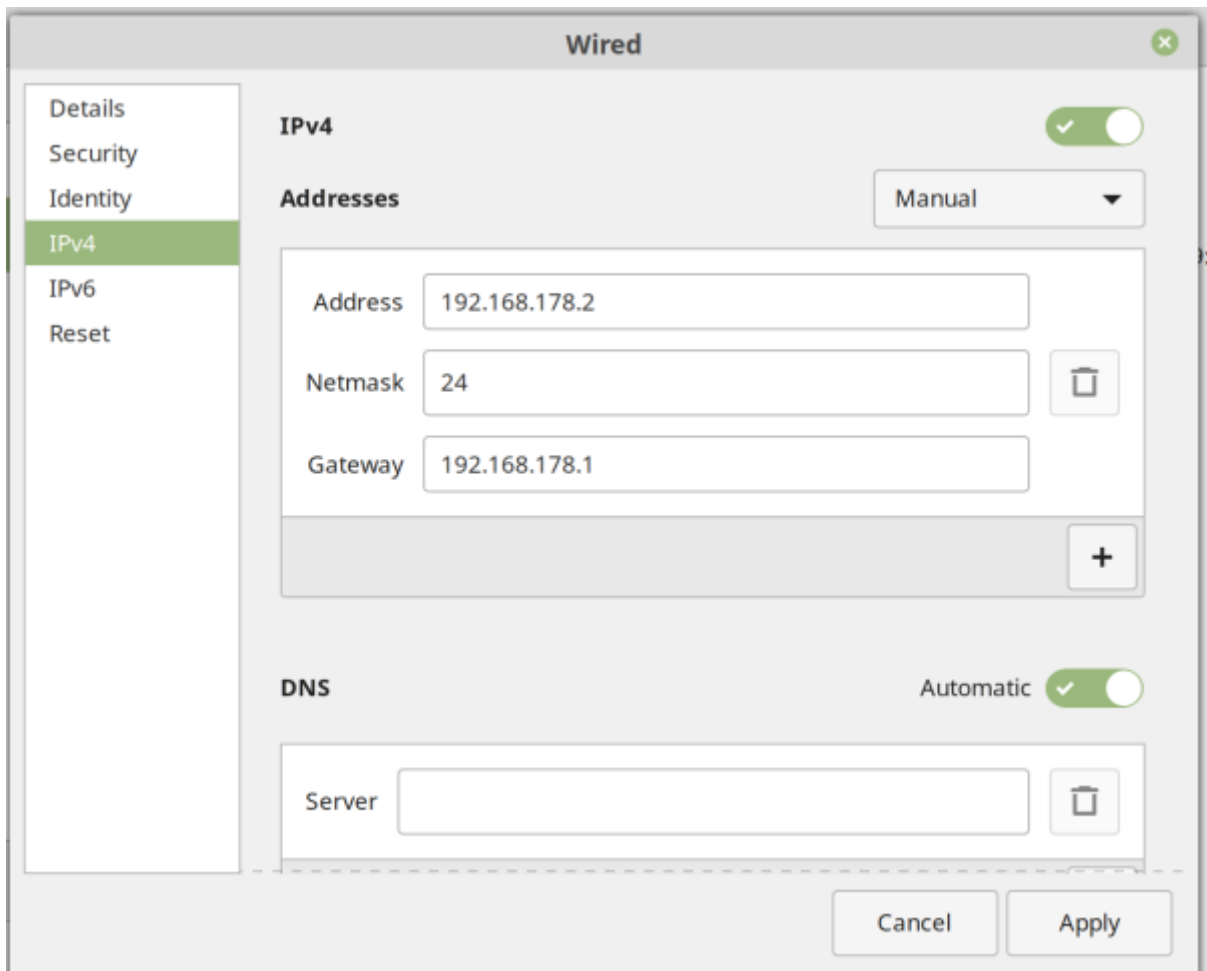 Wired
Details
Security
Identity
IPv4
IPv6
Reset
IPv4
Addresses
Manual
Address 192.168.178.2
Netmask 24
Gateway 192.168.178.1
+
DNS
Automatic
Server
Cancel
Apply